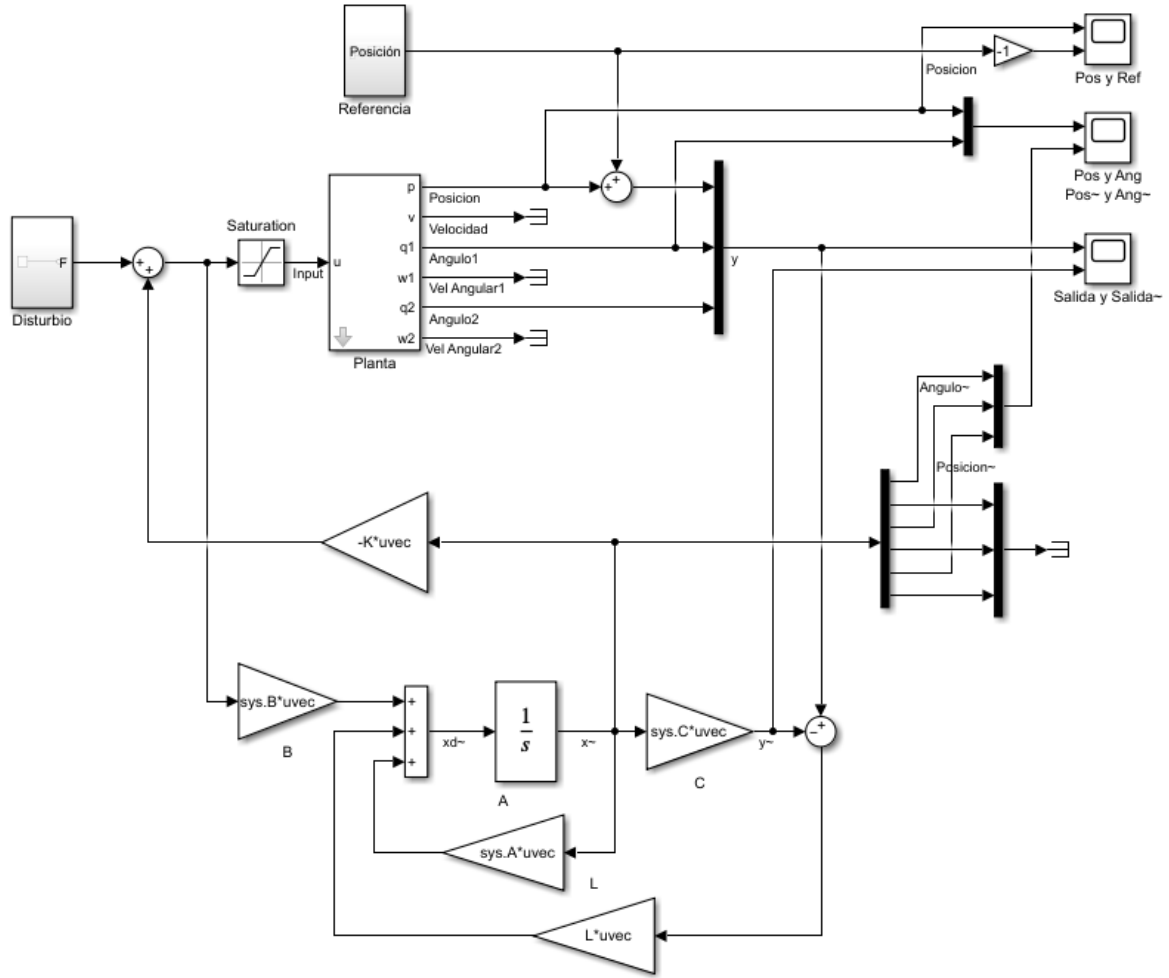 Posición
Referencia
-1
Posicion
Pos y Ref
Pos y Ang
Pos~ y Ang~
Salida y Salida~
F
Disturbio
+
+
Saturation
Input
u
p
v
q1
w1
q2
w2
Planta
Posicion
Velocidad
Angulo1
Vel Angular1
Angulo2
Vel Angular2
+
+
y
Angulo~
Posicion~
-K*uvec
sys.B*uvec
B
+
+
+
xd~
1
s
A
x~
sys.C*uvec
C
y~
−
+
sys.A*uvec
L
L*uvec